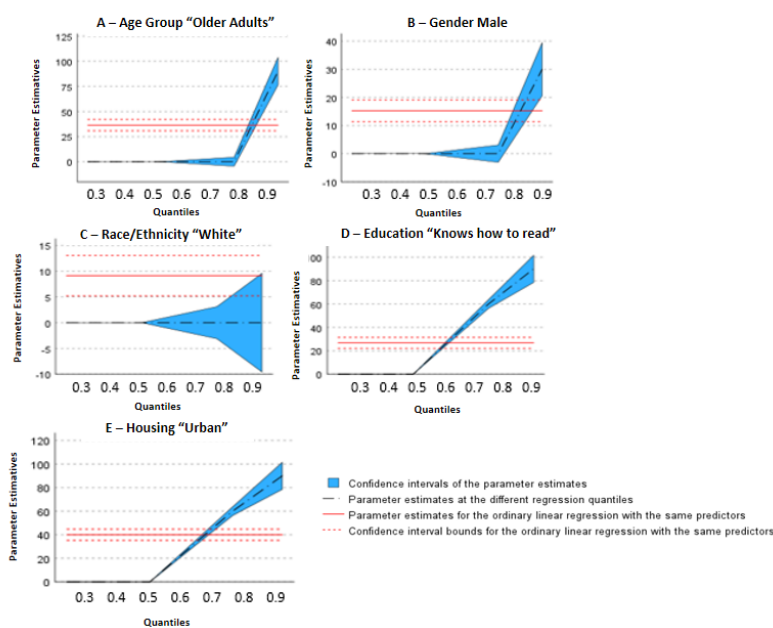 A – Age Group “Older Adults”
125
100
75
50
25
0
Parameter Estimatives
0.3 0.4 0.5 0.6 0.7 0.8 0.9
Quantiles
B – Gender Male
40
30
20
10
0
-10
Parameter Estimatives
0.3 0.4 0.5 0.6 0.7 0.8 0.9
Quantiles
C – Race/Ethnicity “White”
15
10
5
0
-5
-10
Parameter Estimatives
0.3 0.4 0.5 0.6 0.7 0.8 0.9
Quantiles
D – Education “Knows how to read”
00
80
60
40
20
0
Parameter Estimatives
0.3 0.4 0.5 0.6 0.7 0.8 0.9
Quantiles
E – Housing “Urban”
120
100
80
60
40
20
0
Parameter Estimatives
0.3 0.4 0.5 0.6 0.7 0.8 0.9
Quantiles
Confidence intervals of the parameter estimates
Parameter estimates at the different regression quantiles
Parameter estimates for the ordinary linear regression with the same predictors
Confidence interval bounds for the ordinary linear regression with the same predictors